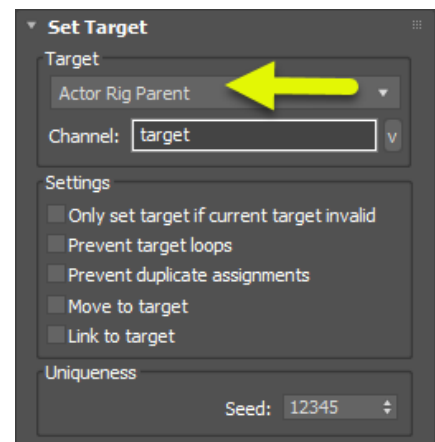 Set Target
Target
Actor Rig Parent
Channel: target v
Settings
Only set target if current target invalid
Prevent target loops
Prevent duplicate assignments
Move to target
Link to target
Uniqueness
Seed: 12345